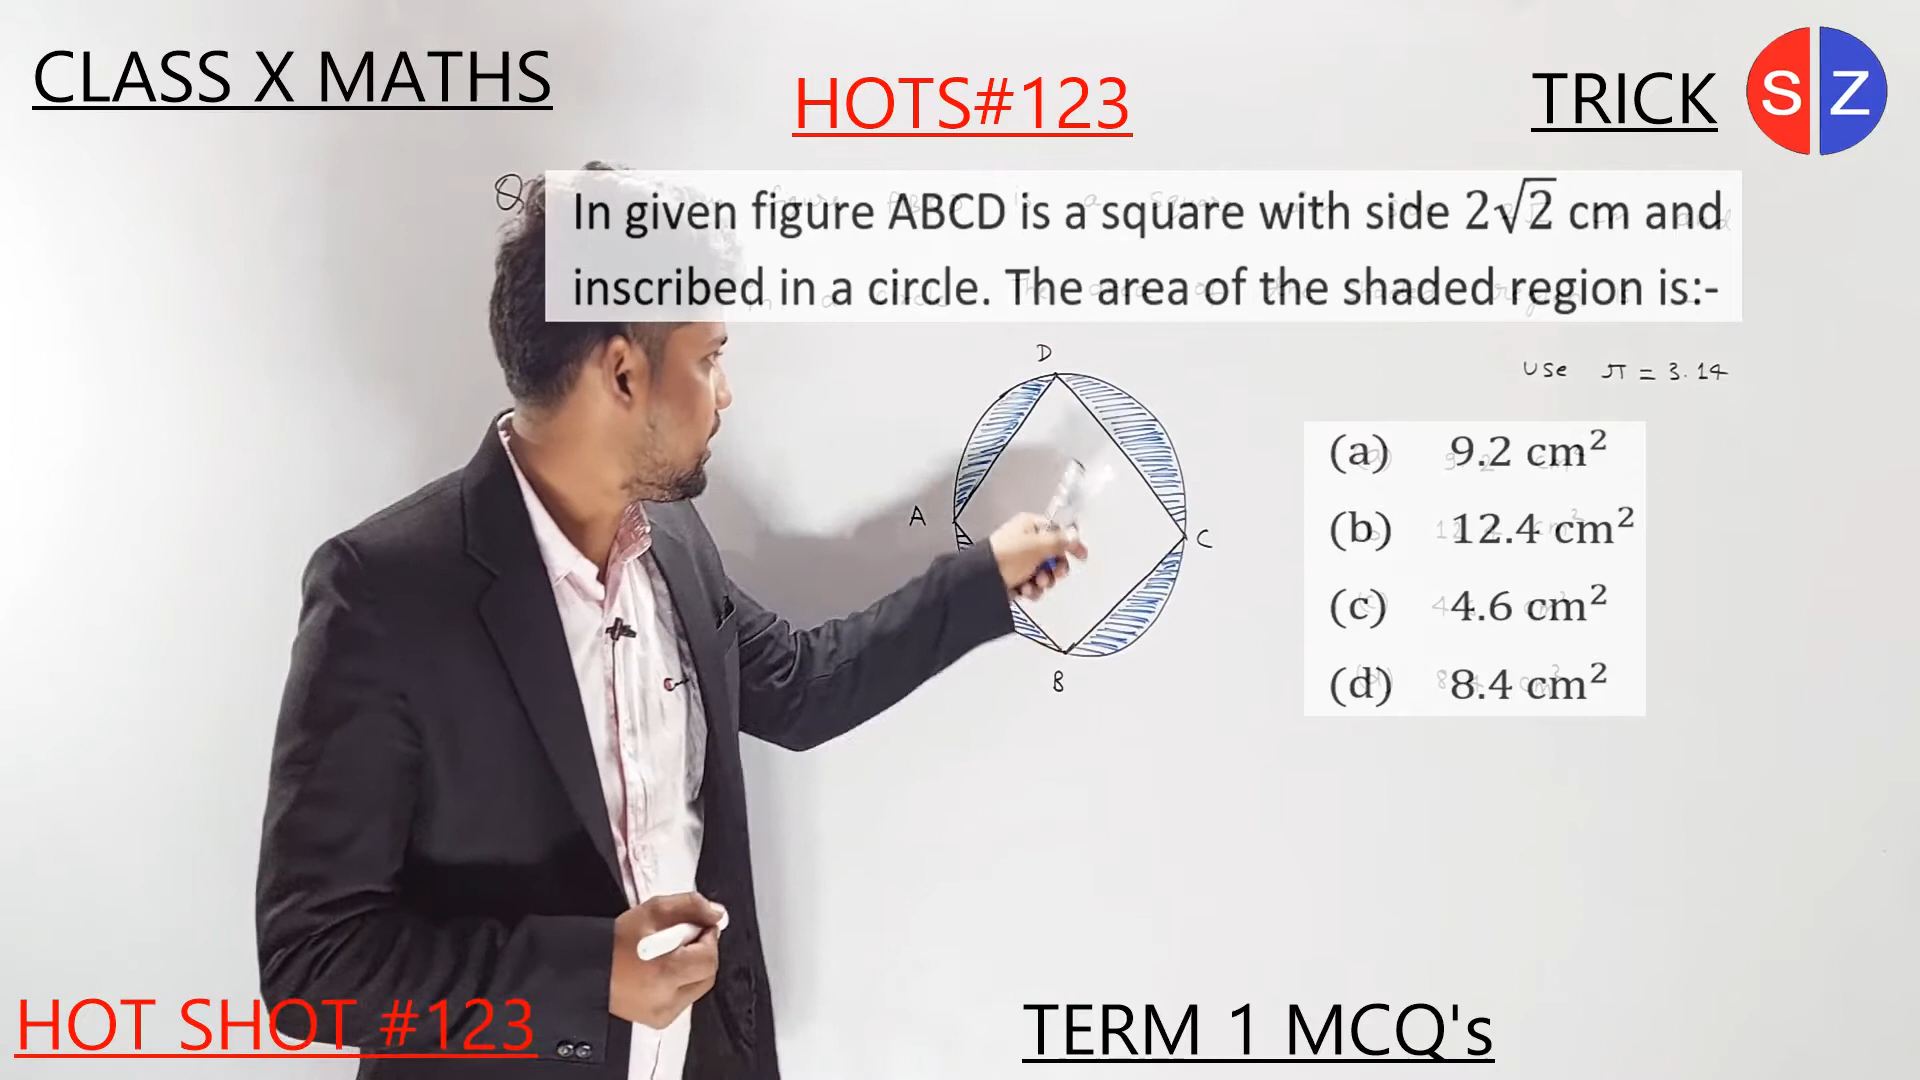 CLASS X MATHS
HOTS#123
TRICK
S Z
Q
In given figure ABCD is a square with side 2√2 cm and
inscribed in a circle. The area of the shaded region is:-
D
use π = 3.14
(a) 9.2 cm²
(b) 12.4 cm²
A
C
(c) 4.6 cm²
(d) 8.4 cm²
B
HOT SHOT #123
TERM 1 MCQ's